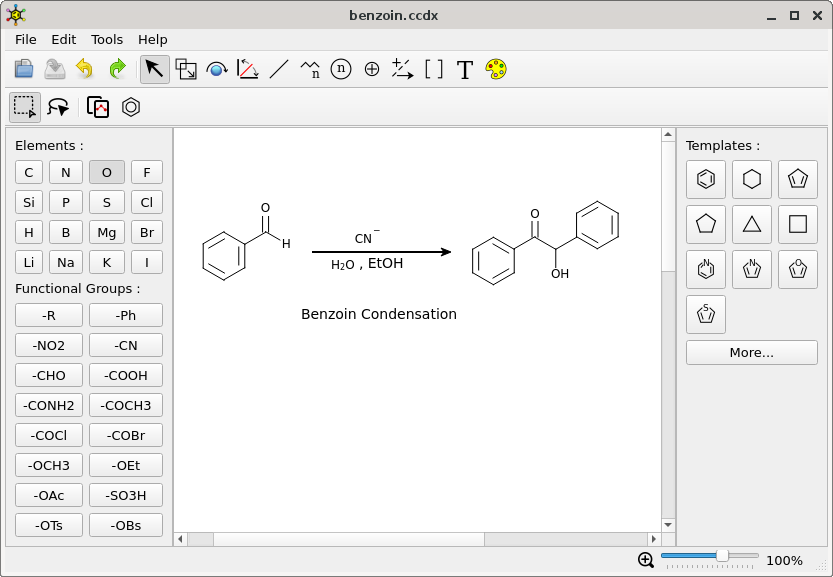 benzoin.ccdx
File Edit Tools Help
n n T
Elements :
C N O F
Si P S Cl
H B Mg Br
Li Na K I
Functional Groups :
-R -Ph
-NO2 -CN
-CHO -COOH
-CONH2 -COCH3
-COCl -COBr
-OCH3 -OEt
-OAc -SO3H
-OTs -OBs
O
H
CN⁻
H₂O , EtOH
O
OH
Benzoin Condensation
Templates :
N N O
S
More...
100%